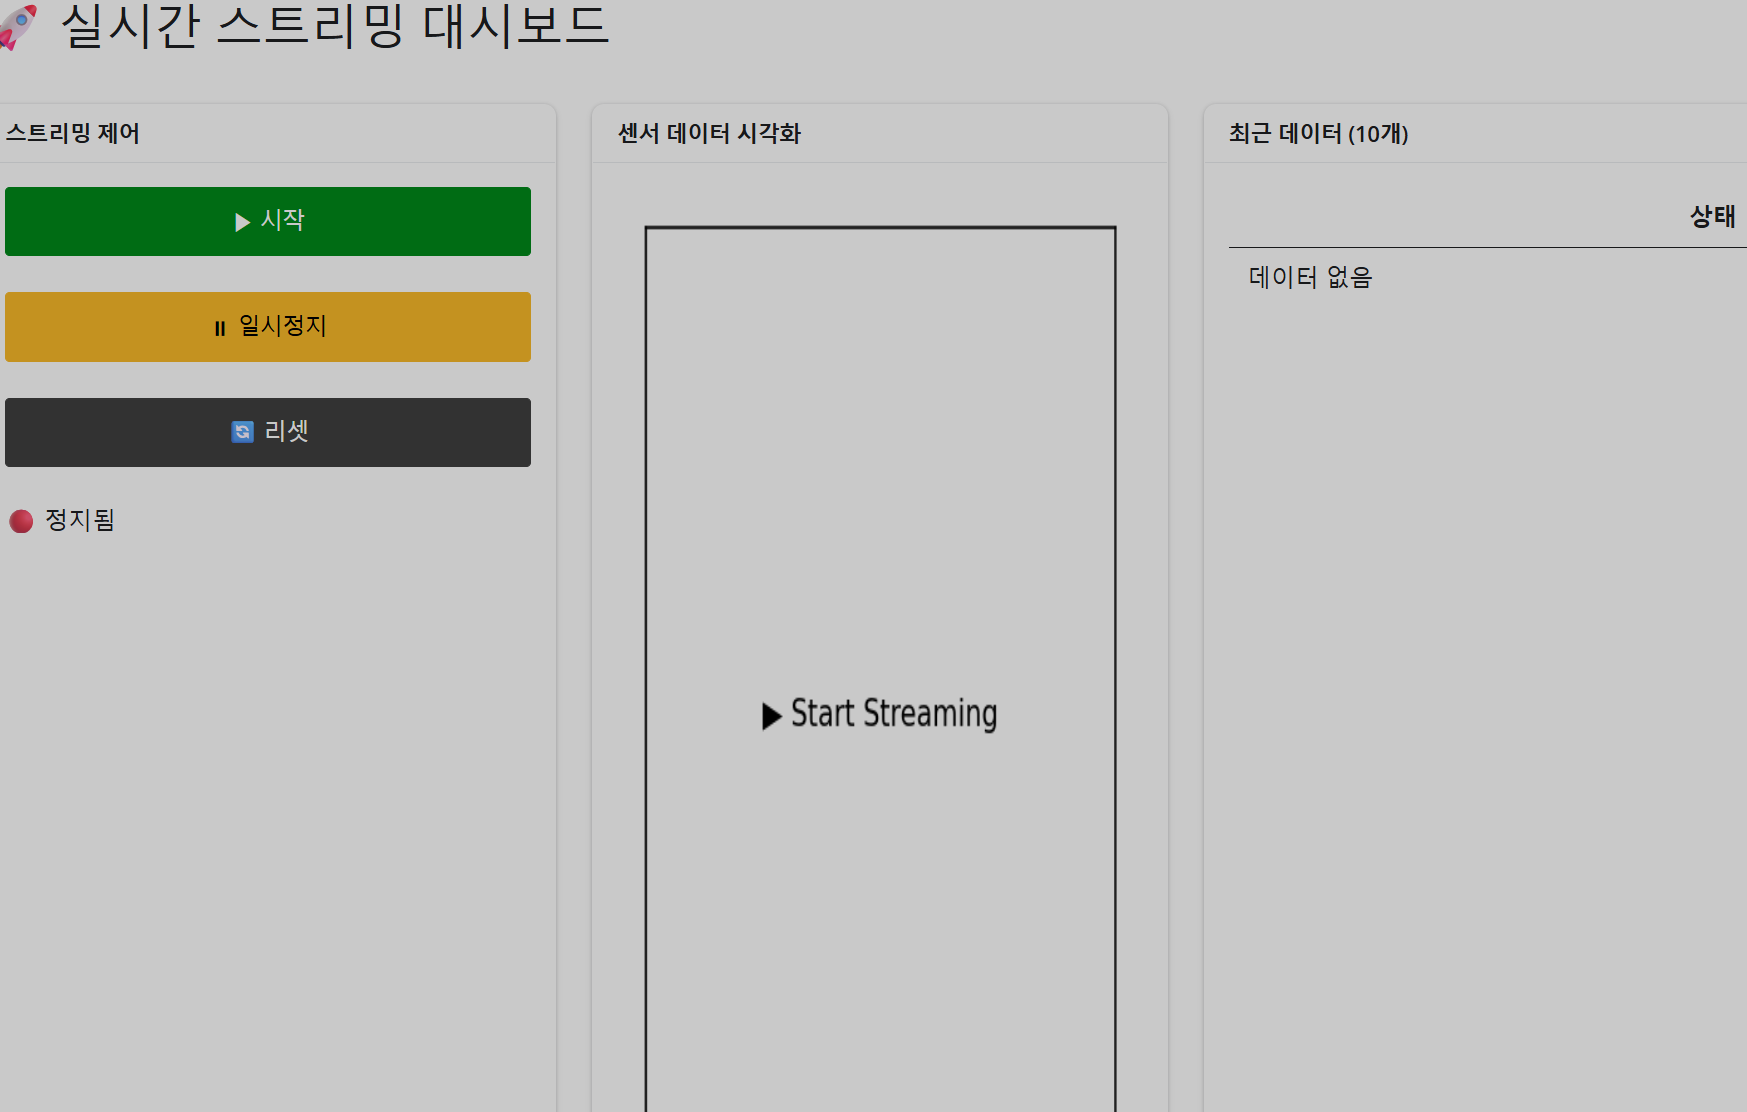 🚀 실시간 스트리밍 대시보드
스트리밍 제어
▶ 시작
⏸ 일시정지
🔄 리셋
🔴 정지됨
센서 데이터 시각화
▶ Start Streaming
최근 데이터 (10개)
상태
데이터 없음